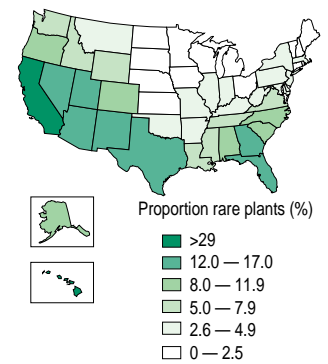 Proportion rare plants (%)
>29
12.0 — 17.0
8.0 — 11.9
5.0 — 7.9
2.6 — 4.9
0 — 2.5